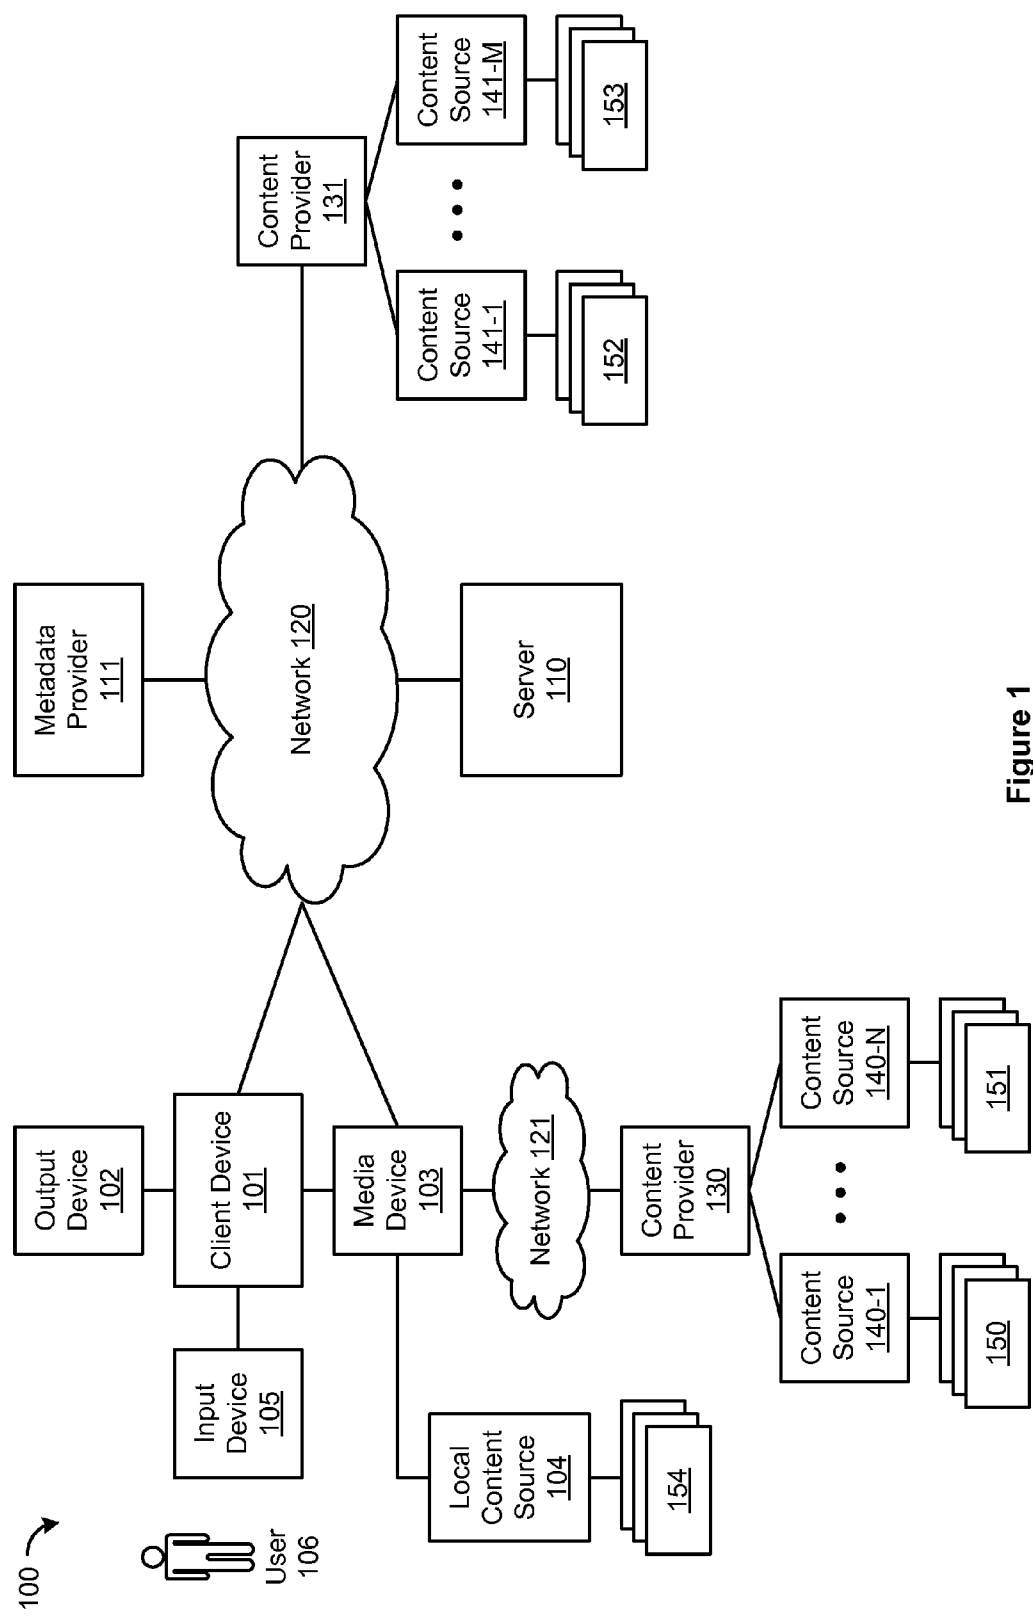 100
User
106
Input
Device
105
Output
Device
102
Client Device
101
Media
Device
103
Local
Content
Source
104
154
Network 121
Content
Provider
130
Content
Source
140-1
150
Content
Source
140-N
151
Metadata
Provider
111
Network 120
Server
110
Content
Provider
131
Content
Source
141-1
152
Content
Source
141-M
153
Figure 1